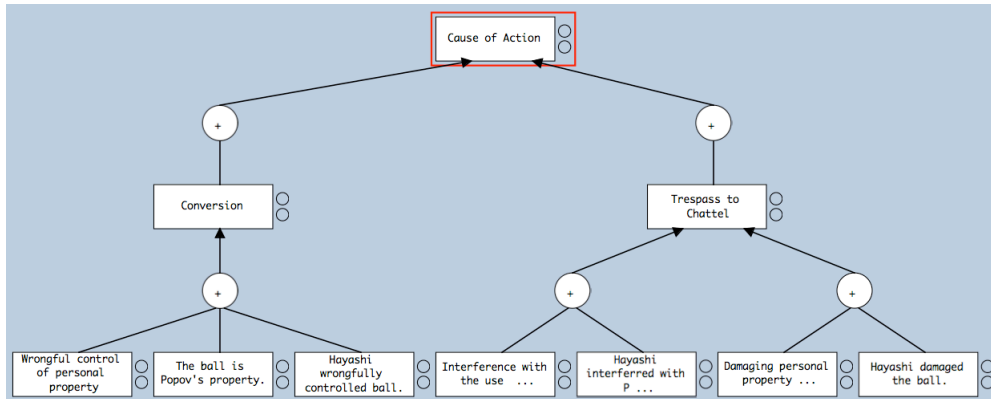 Cause of Action
+
+
Conversion
Trespass to
Chattel
+
+
+
Wrongful control
of personal
property
The ball is
Popov's property.
Hayashi
wrongfully
controlled ball.
Interference with
the use ...
Hayashi
interferred with
P ...
Damaging personal
property ...
Hayashi damaged
the ball.